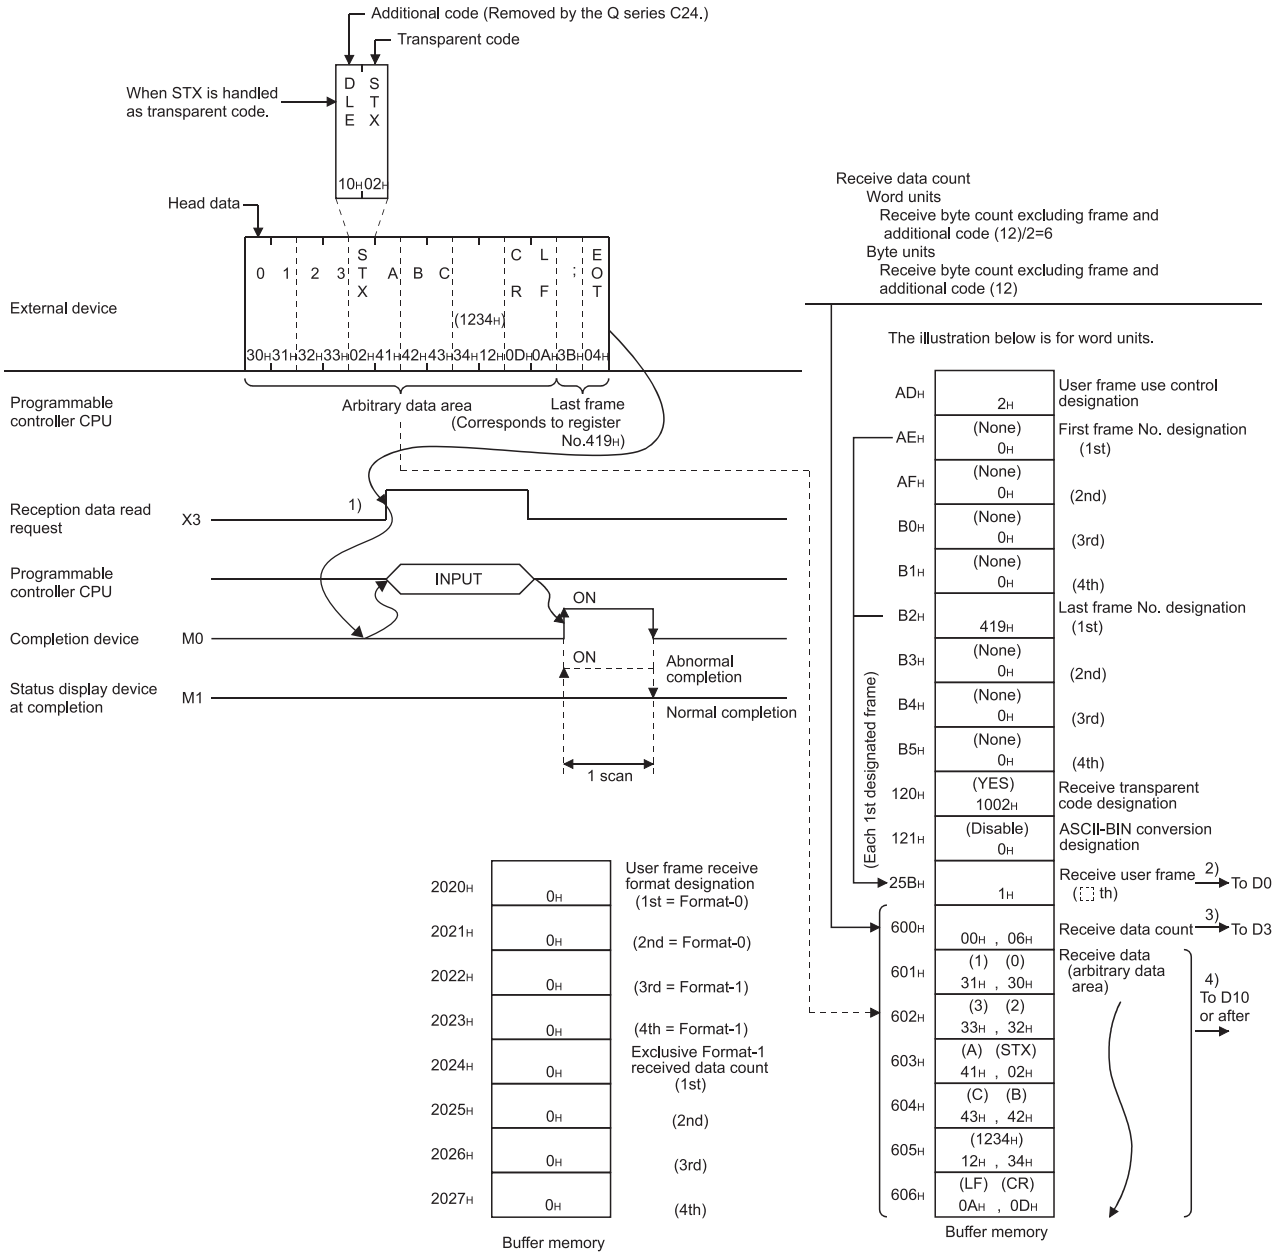 Additional code (Removed by the Q series C24.)
Transparent code
When STX is handled
as transparent code.
D L E
S T X
10H 02H
Head data
External device
0 1 2 3 S T X A B C (1234H) C R L F ; E O T
30H 31H 32H 33H 02H 41H 42H 43H 34H 12H 0DH 0AH 3BH 04H
Arbitrary data area
Last frame
(Corresponds to register
No.419H)
Programmable
controller CPU
Reception data read
request
X3
1)
Programmable
controller CPU
INPUT
Completion device
M0
ON
Status display device
at completion
M1
ON
Abnormal
completion
Normal completion
1 scan
Receive data count
Word units
Receive byte count excluding frame and
additional code (12)/2=6
Byte units
Receive byte count excluding frame and
additional code (12)
The illustration below is for word units.
(Each 1st designated frame)
ADH
2H
User frame use control
designation
AEH
(None)
0H
First frame No. designation
(1st)
AFH
(None)
0H
(2nd)
B0H
(None)
0H
(3rd)
B1H
(None)
0H
(4th)
B2H
419H
Last frame No. designation
(1st)
B3H
(None)
0H
(2nd)
B4H
(None)
0H
(3rd)
B5H
(None)
0H
(4th)
120H
(YES)
1002H
Receive transparent
code designation
121H
(Disable)
0H
ASCII-BIN conversion
designation
25BH
1H
Receive user frame
( th)
2)
To D0
600H
00H , 06H
Receive data count
3)
To D3
601H
(1) (0)
31H , 30H
Receive data
(arbitrary data
area)
4)
To D10
or after
602H
(3) (2)
33H , 32H
603H
(A) (STX)
41H , 02H
604H
(C) (B)
43H , 42H
605H
(1234H)
12H , 34H
606H
(LF) (CR)
0AH , 0DH
Buffer memory
2020H
0H
User frame receive
format designation
(1st = Format-0)
2021H
0H
(2nd = Format-0)
2022H
0H
(3rd = Format-1)
2023H
0H
(4th = Format-1)
2024H
0H
Exclusive Format-1
received data count
(1st)
2025H
0H
(2nd)
2026H
0H
(3rd)
2027H
0H
(4th)
Buffer memory